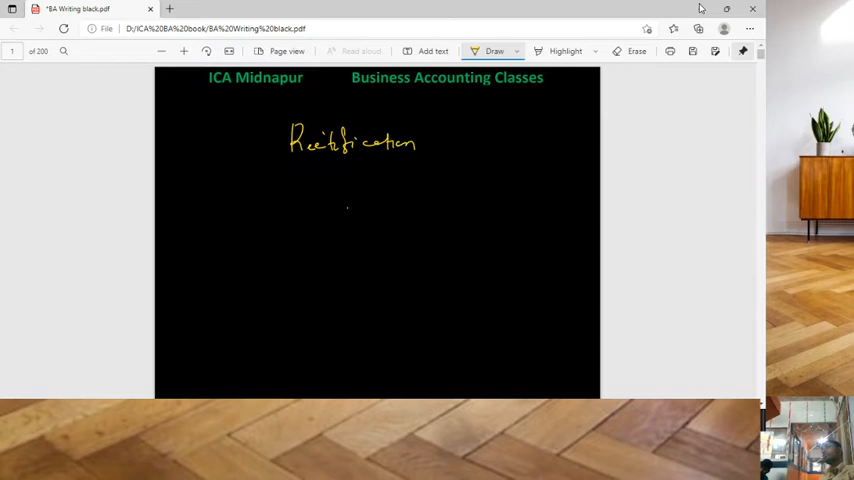 *BA Writing black.pdf
File D:/ICA%20BA%20book/BA%20Writing%20black.pdf
1 of 200 Page view Read aloud Add text Draw Highlight Erase
ICA Midnapur Business Accounting Classes
Rectification